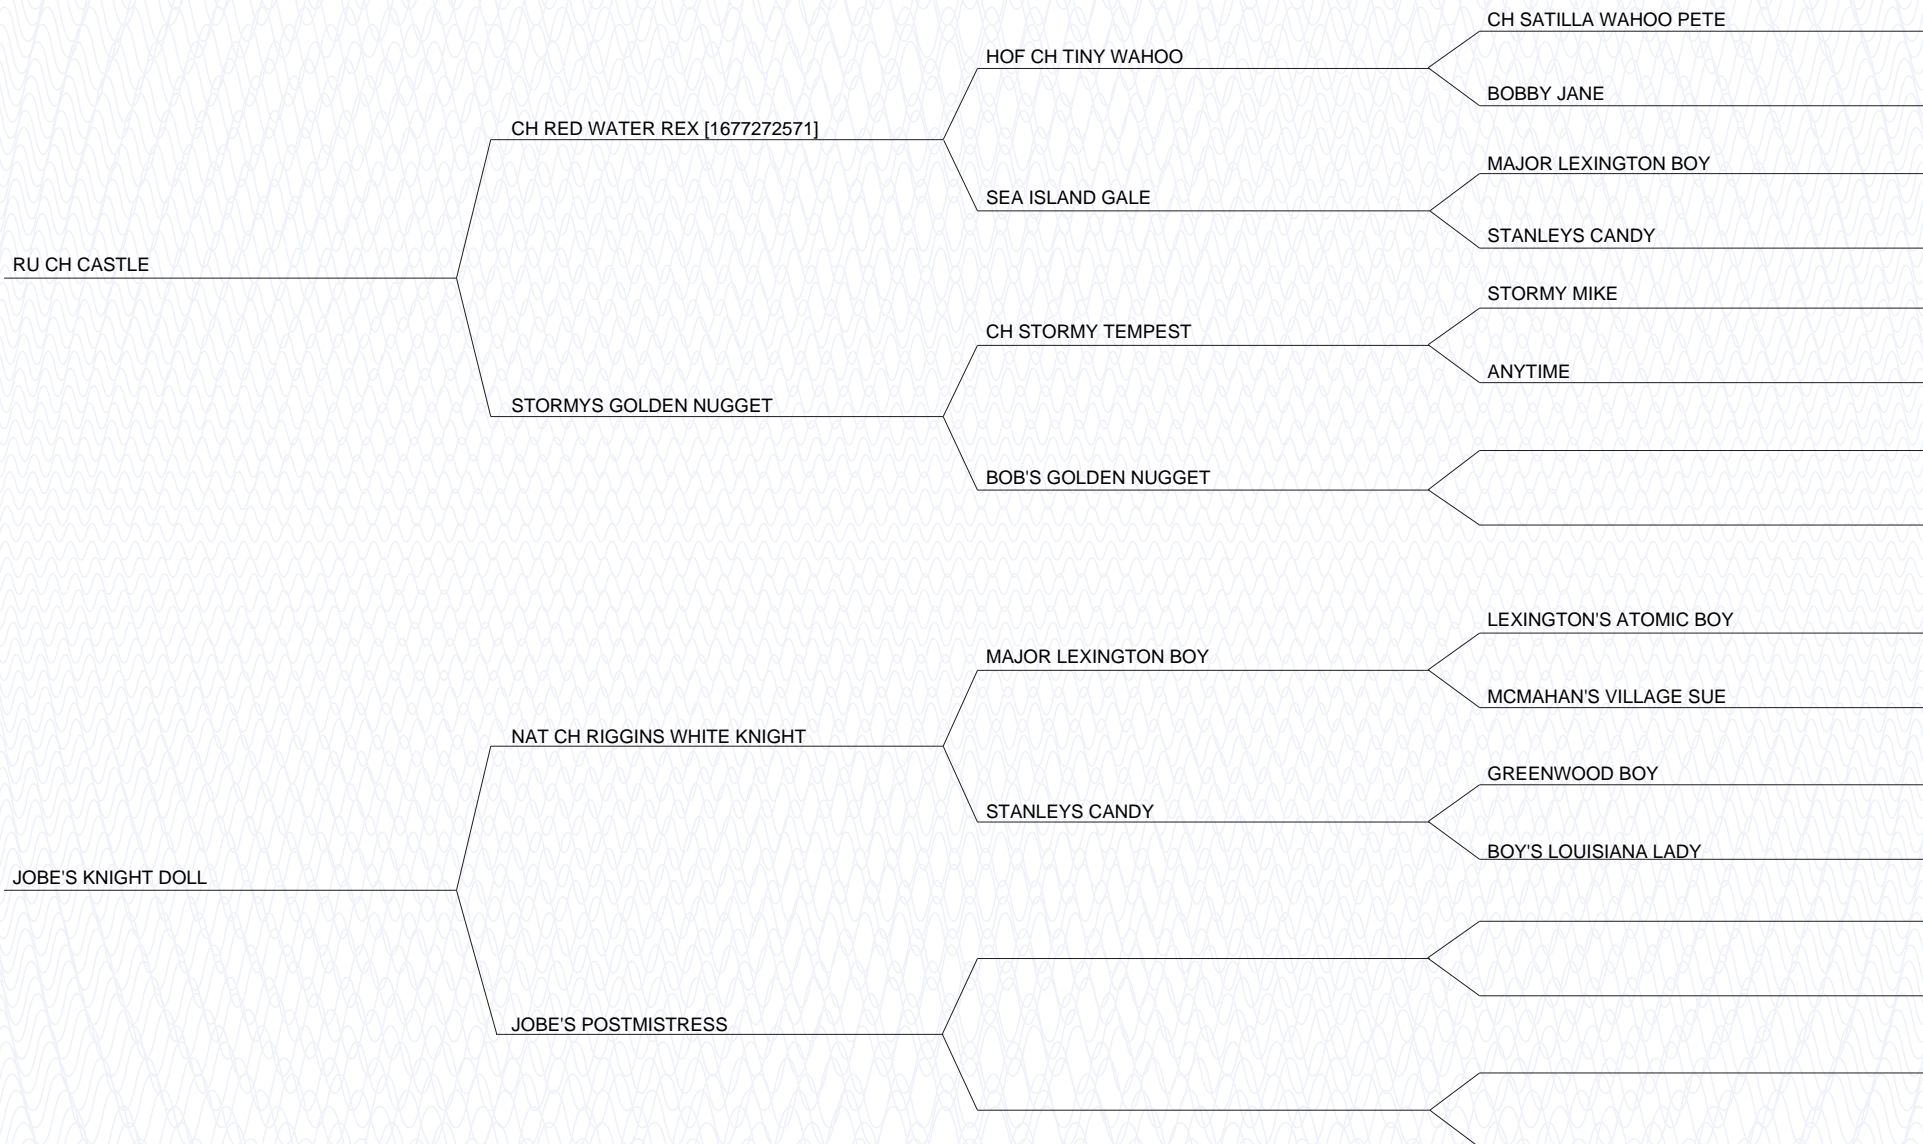 CH SATILLA WAHOO PETE
HOF CH TINY WAHOO
BOBBY JANE
CH RED WATER REX [1677272571]
MAJOR LEXINGTON BOY
SEA ISLAND GALE
STANLEYS CANDY
RU CH CASTLE
STORMY MIKE
CH STORMY TEMPEST
ANYTIME
STORMYS GOLDEN NUGGET
BOB'S GOLDEN NUGGET
LEXINGTON'S ATOMIC BOY
MAJOR LEXINGTON BOY
MCMAHAN'S VILLAGE SUE
NAT CH RIGGINS WHITE KNIGHT
GREENWOOD BOY
STANLEYS CANDY
BOY'S LOUISIANA LADY
JOBE'S KNIGHT DOLL
JOBE'S POSTMISTRESS